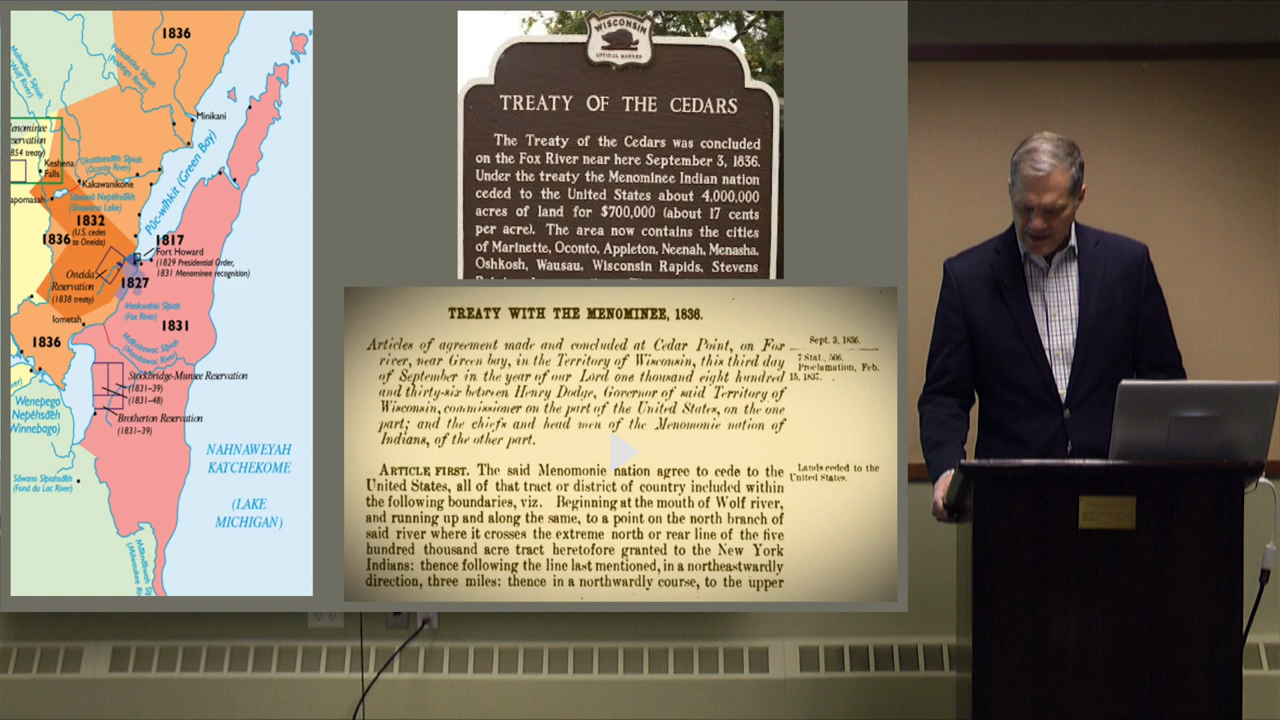 1836
Mahwāēw Sīpiah
(Wolf River)
(Peshtigo River)
Minikani
Menominee
Reservation
(1854 treaty)
Keshena
Falls
(Oconto River)
Kakawanikone
apomasah
(Shawano Lake)
1832
(U.S. cedes
to Oneida)
1836
(Green Bay)
1817
Fort Howard
(1829 Presidential Order,
1831 Menominee recognition)
Oneida
Reservation
(1838 treaty)
1827
Meskwahki Sīpiah
(Fox River)
Iometah
1831
1836
(Manitowoc River)
Stockbridge-Munsee Reservation
(1831–39)
(1831–48)
Brotherton Reservation
(1831–39)
Wenepego
Nepēhsāēh
Winnebago)
(Fond du Lac River)
NAHNAWEYAH
KATCHEKOME
(LAKE
MICHIGAN)
(Milwaukee River)
WISCONSIN
OFFICIAL MARKER
TREATY OF THE CEDARS
The Treaty of the Cedars was concluded
on the Fox River near here September 3, 1836.
Under the treaty the Menominee Indian nation
ceded to the United States about 4,000,000
acres of land for $700,000 (about 17 cents
per acre). The area now contains the cities
of Marinette, Oconto, Appleton, Neenah, Menasha,
Oshkosh, Wausau, Wisconsin Rapids, Stevens
TREATY WITH THE MENOMINEE, 1836.
Articles of agreement made and concluded at Cedar Point, on Fox
river, near Green bay, in the Territory of Wisconsin, this third day
of September in the year of our Lord one thousand eight hundred
and thirty-six between Henry Dodge, Governor of said Territory of
Wisconsin, commissioner on the part of the United States, on the one
part; and the chiefs and head men of the Menomonie nation of
Indians, of the other part.
Sept. 3, 1836.
7 Stat., 506.
Proclamation, Feb.
15, 1837.
ARTICLE FIRST. The said Menomonie nation agree to cede to the
United States, all of that tract or district of country included within
the following boundaries, viz. Beginning at the mouth of Wolf river,
and running up and along the same, to a point on the north branch of
said river where it crosses the extreme north or rear line of the five
hundred thousand acre tract heretofore granted to the New York
Indians: thence following the line last mentioned, in a northeastwardly
direction, three miles: thence in a northwardly course, to the upper
Lands ceded to the
United States.